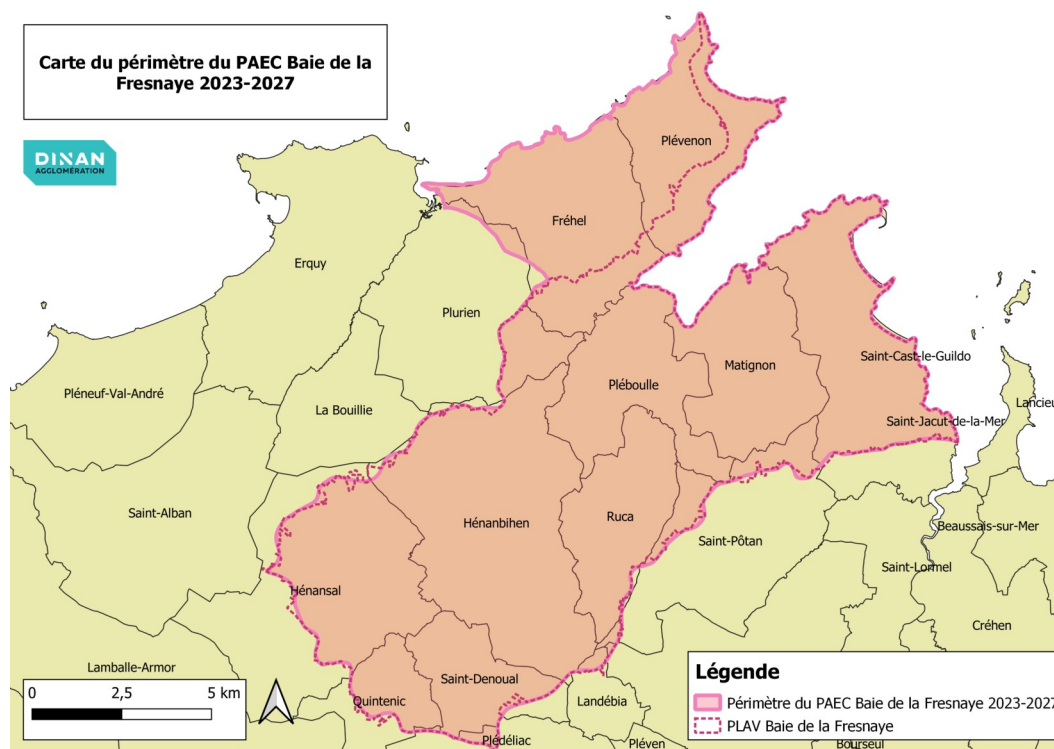 Carte du périmètre du PAEC Baie de la
Fresnaye 2023-2027
DINAN
AGGLOMERATION
Plévenon
Fréhel
Erquy
Plurien
Saint-Cast-le-Guildo
Matignon
Pléboulle
Pléneuf-Val-André
La Bouillie
Lancieu
Saint-Jacut-de-la-Mer
Saint-Alban
Hénanbihen
Ruca
Beaussais-sur-Mer
Saint-Pôtan
Saint-Lormel
Hénansal
Créhen
Lamballe-Armor
Saint-Denoual
Quintenic
Landébia
Plédéliac
Pléven
Bourseul
0 2,5 5 km
Légende
Périmètre du PAEC Baie de la Fresnaye 2023-2027
PLAV Baie de la Fresnaye